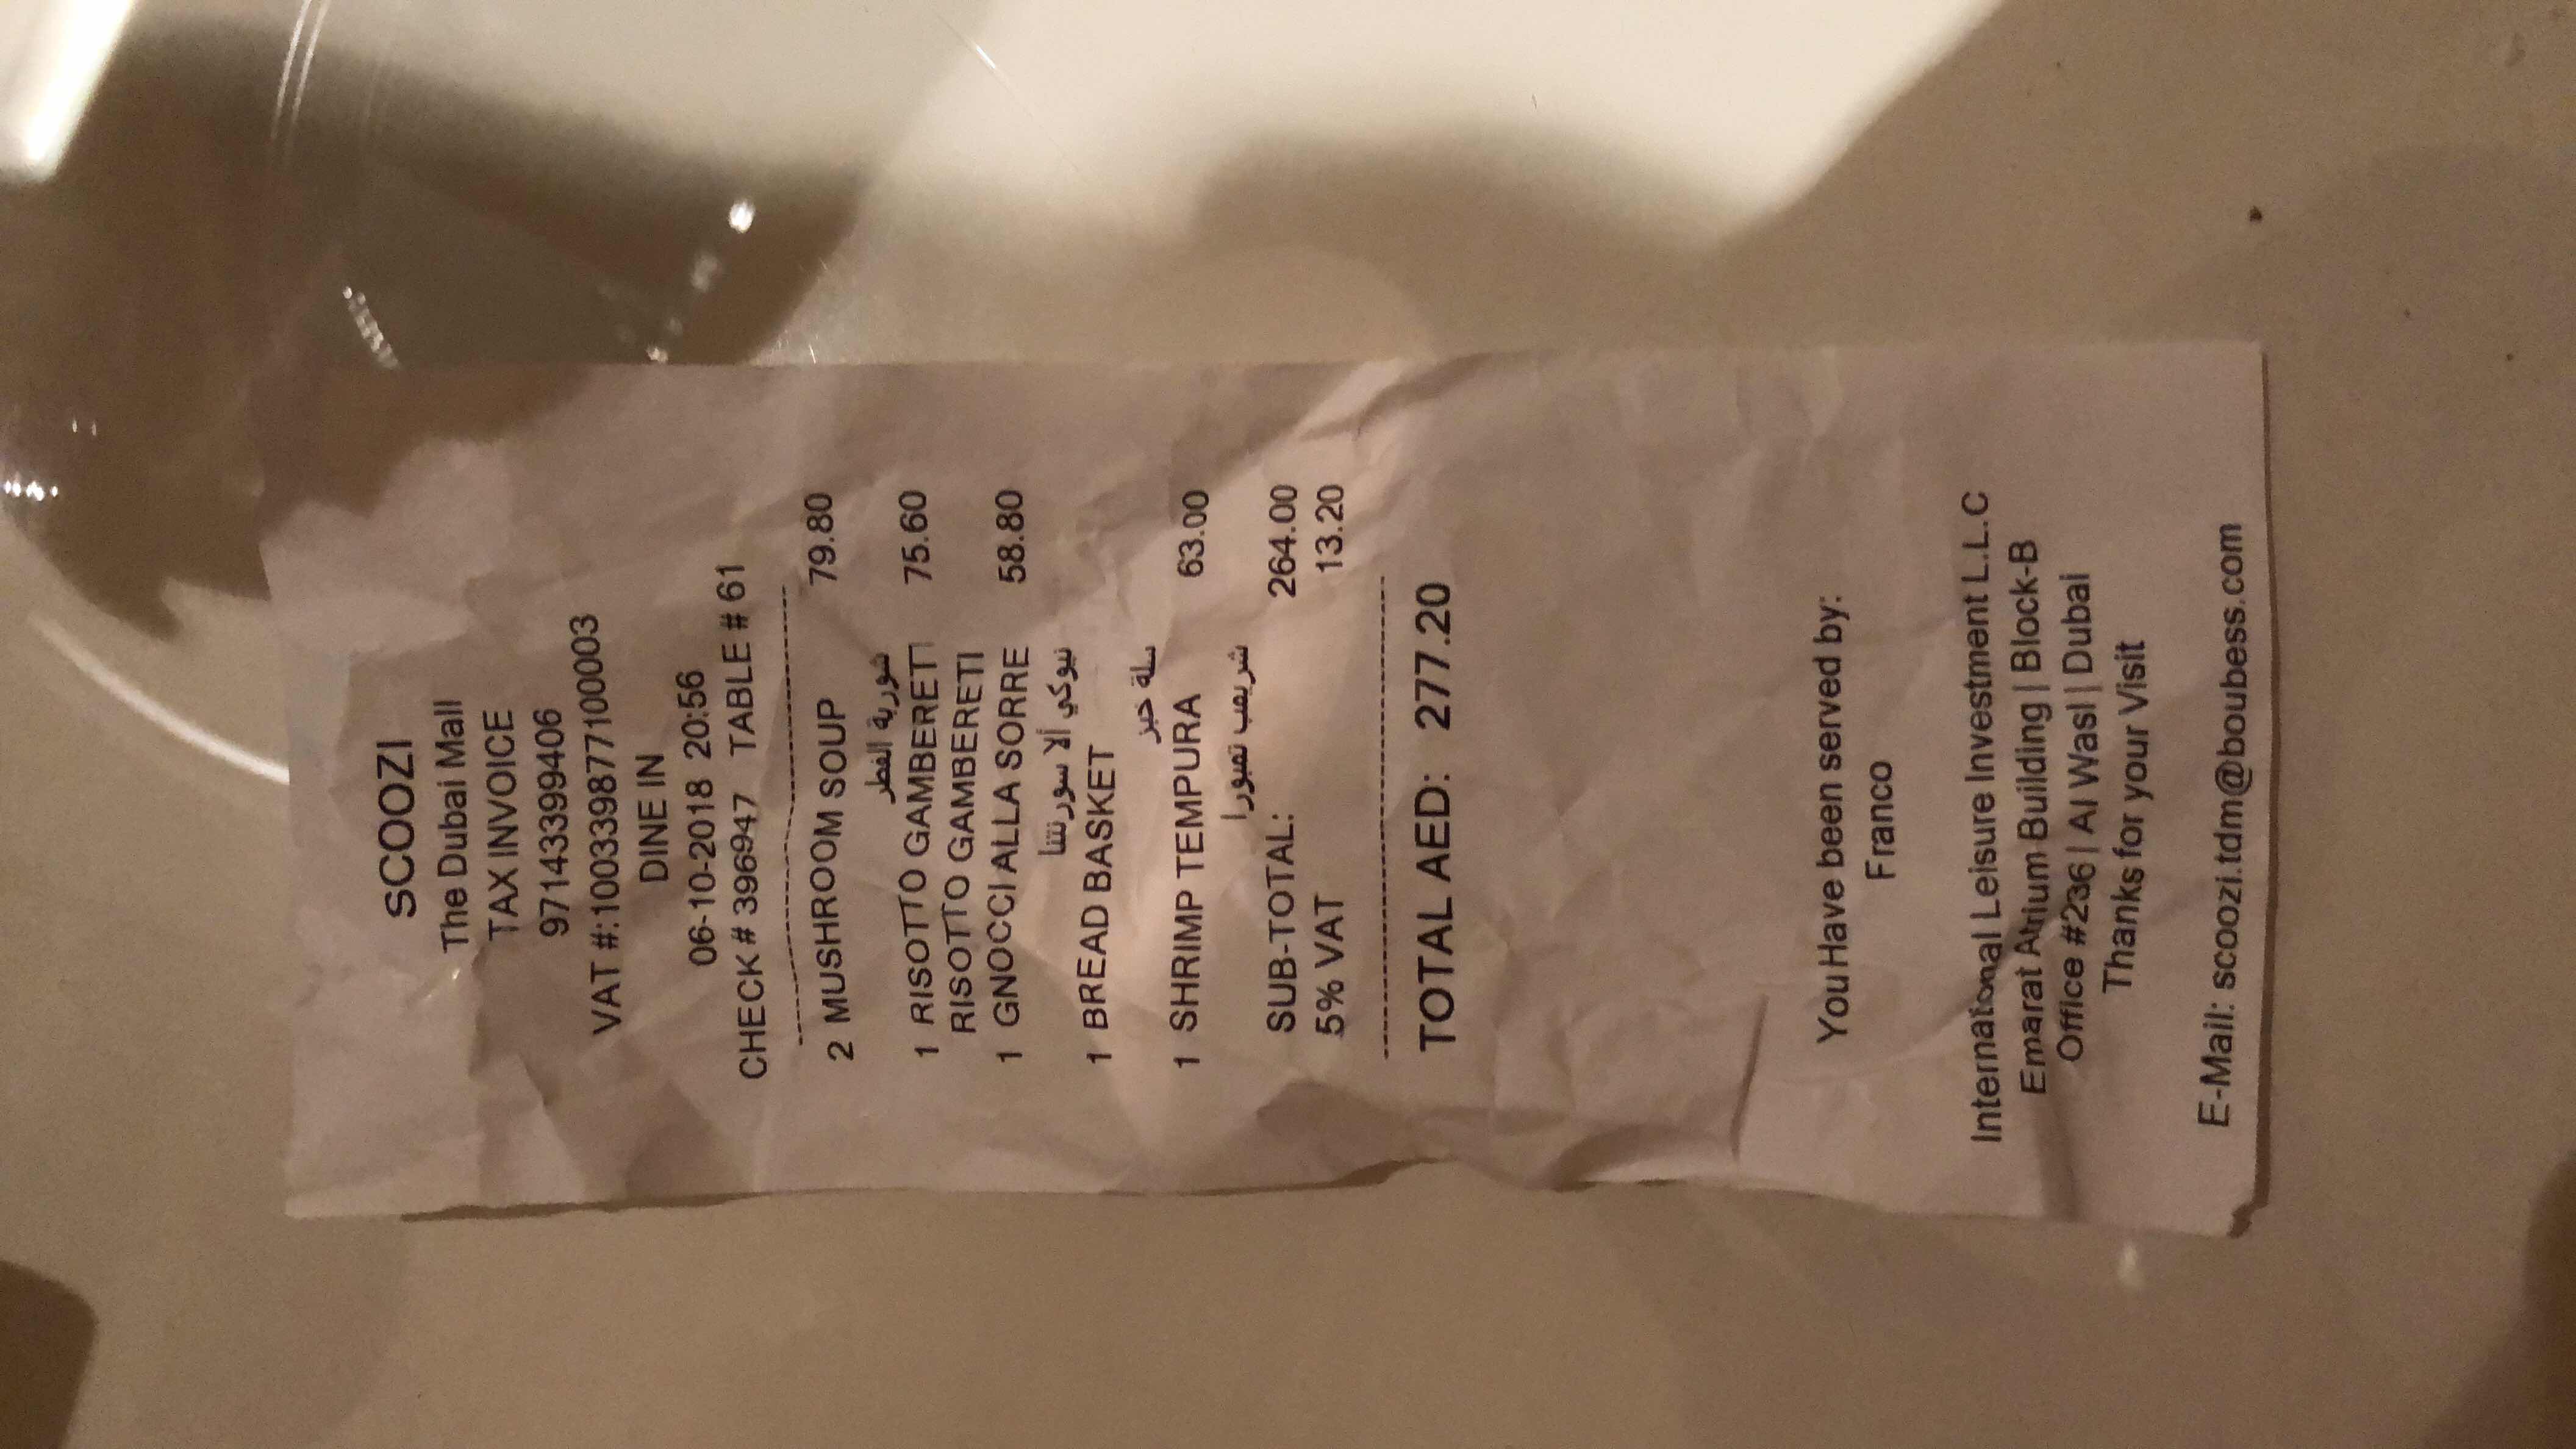 sCOOZI
The Dubai Mall
TAX INVOICE
97143399406
VAT #:100339877100003
DINE IN
06-10-2018 20:56
CHECK # 396947 TABLE # 61
2 MUSHROOM SOUP 79.80
شوربة الفطر
1 RISOTTO GAMBERETI 75.60
RISOTTO GAMBERETI
1 GNOCCI ALLA SORRE 58.80
نيوكي ألا سورنتنا
1 BREAD BASKET
سلة خبز
1 SHRIMP TEMPURA 63.00
شريمب تمبورا
SUB-TOTAL: 264.00
5% VAT 13.20
TOTAL AED: 277.20
You Have been served by:
Franco
International Leisure Investment L.L.C
Emarat Atrium Building | Block-B
Office #236 | Al Wasl | Dubai
Thanks for your Visit
E-Mail: scoozi.tdm@boubess.com